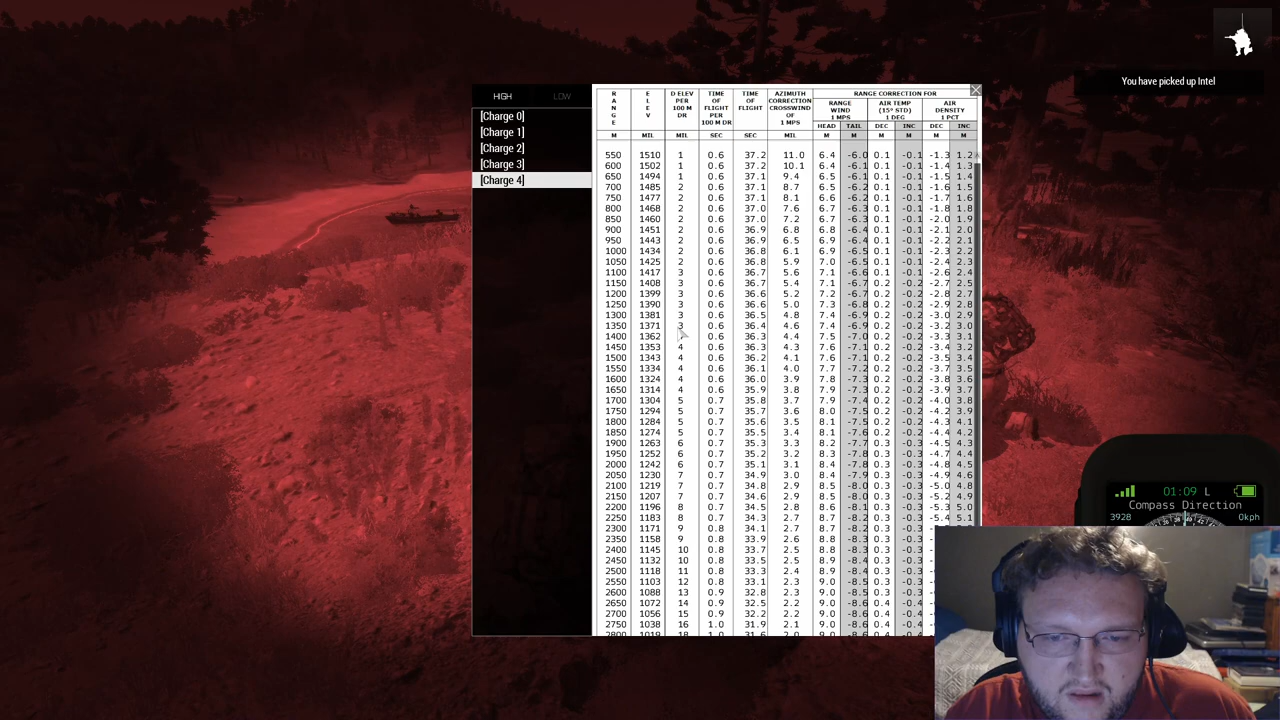 You have picked up Intel
HIGH LOW
[Charge 0]
[Charge 1]
[Charge 2]
[Charge 3]
[Charge 4]
RANGE ELEV D ELEV PER 100 M DR TIME OF FLIGHT PER 100 M DR TIME OF FLIGHT AZIMUTH CORRECTION CROSSWIND OF 1 MPS RANGE CORRECTION FOR
RANGE WIND 1 MPS AIR TEMP (15° STD) 1 DEG AIR DENSITY 1 PCT
HEAD TAIL DEC INC DEC INC
M MIL MIL SEC SEC MIL M M M M M M
550 1510 1 0.6 37.2 11.0 6.4 -6.0 0.1 -0.1 -1.3 1.2
600 1502 1 0.6 37.2 10.1 6.4 -6.1 0.1 -0.1 -1.4 1.3
650 1494 1 0.6 37.1 9.4 6.5 -6.1 0.1 -0.1 -1.5 1.4
700 1485 2 0.6 37.1 8.7 6.5 -6.2 0.1 -0.1 -1.6 1.5
750 1477 2 0.6 37.1 8.1 6.6 -6.2 0.1 -0.1 -1.7 1.6
800 1468 2 0.6 37.0 7.6 6.7 -6.3 0.1 -0.1 -1.8 1.8
850 1460 2 0.6 37.0 7.2 6.7 -6.3 0.1 -0.1 -2.0 1.9
900 1451 2 0.6 36.9 6.8 6.8 -6.4 0.1 -0.1 -2.1 2.0
950 1443 2 0.6 36.9 6.5 6.9 -6.4 0.1 -0.1 -2.2 2.1
1000 1434 2 0.6 36.8 6.1 6.9 -6.5 0.1 -0.1 -2.3 2.2
1050 1425 2 0.6 36.8 5.9 7.0 -6.5 0.1 -0.1 -2.4 2.3
1100 1417 3 0.6 36.7 5.6 7.1 -6.6 0.1 -0.1 -2.6 2.4
1150 1408 3 0.6 36.7 5.4 7.1 -6.7 0.2 -0.2 -2.7 2.5
1200 1399 3 0.6 36.6 5.2 7.2 -6.7 0.2 -0.2 -2.8 2.7
1250 1390 3 0.6 36.6 5.0 7.3 -6.8 0.2 -0.2 -2.9 2.8
1300 1381 3 0.6 36.5 4.8 7.4 -6.9 0.2 -0.2 -3.0 2.9
1350 1371 3 0.6 36.4 4.6 7.4 -6.9 0.2 -0.2 -3.2 3.0
1400 1362 0.6 36.3 4.4 7.5 -7.0 0.2 -0.2 -3.3 3.1
1450 1353 4 0.6 36.3 4.3 7.6 -7.1 0.2 -0.2 -3.4 3.2
1500 1343 4 0.6 36.2 4.1 7.6 -7.1 0.2 -0.2 -3.5 3.4
1550 1334 4 0.6 36.1 4.0 7.7 -7.2 0.2 -0.2 -3.7 3.5
1600 1324 4 0.6 36.0 3.9 7.8 -7.3 0.2 -0.2 -3.8 3.6
1650 1314 4 0.6 35.9 3.8 7.9 -7.3 0.2 -0.2 -3.9 3.7
1700 1304 5 0.7 35.8 3.7 7.9 -7.4 0.2 -0.2 -4.0 3.8
1750 1294 5 0.7 35.7 3.6 8.0 -7.5 0.2 -0.2 -4.2 3.9
1800 1284 5 0.7 35.6 3.5 8.1 -7.5 0.2 -0.2 -4.3 4.1
1850 1274 5 0.7 35.5 3.4 8.1 -7.6 0.2 -0.2 -4.4 4.2
1900 1263 6 0.7 35.3 3.3 8.2 -7.7 0.3 -0.3 -4.5 4.3
1950 1252 6 0.7 35.2 3.2 8.3 -7.8 0.3 -0.3 -4.7 4.4
2000 1242 6 0.7 35.1 3.1 8.4 -7.8 0.3 -0.3 -4.8 4.5
2050 1230 7 0.7 34.9 3.0 8.4 -7.9 0.3 -0.3 -4.9 4.6
2100 1219 7 0.7 34.8 2.9 8.5 -8.0 0.3 -0.3 -5.0 4.8
2150 1207 7 0.7 34.6 2.9 8.5 -8.0 0.3 -0.3 -5.2 4.9
2200 1196 8 0.7 34.5 2.8 8.6 -8.1 0.3 -0.3 -5.3 5.0
2250 1183 8 0.7 34.3 2.7 8.7 -8.2 0.3 -0.3 -5.4 5.1
2300 1171 9 0.8 34.1 2.7 8.7 -8.2 0.3 -0.3
2350 1158 9 0.8 33.9 2.6 8.8 -8.3 0.3 -0.3
2400 1145 10 0.8 33.7 2.5 8.8 -8.3 0.3 -0.3
2450 1132 10 0.8 33.5 2.5 8.9 -8.4 0.3 -0.3
2500 1118 11 0.8 33.3 2.4 8.9 -8.4 0.3 -0.3
2550 1103 12 0.8 33.1 2.3 9.0 -8.5 0.3 -0.3
2600 1088 13 0.9 32.8 2.3 9.0 -8.5 0.3 -0.3
2650 1072 14 0.9 32.5 2.2 9.0 -8.6 0.4 -0.4
2700 1056 15 0.9 32.2 2.2 9.0 -8.6 0.4 -0.4
2750 1038 16 1.0 31.9 2.1 9.0 -8.6 0.4 -0.4
2800 1019 18 1.0 31.6 2.0 9.0 -8.6 0.4 -0.4
01:09 L
Compass Direction
3928 0kph